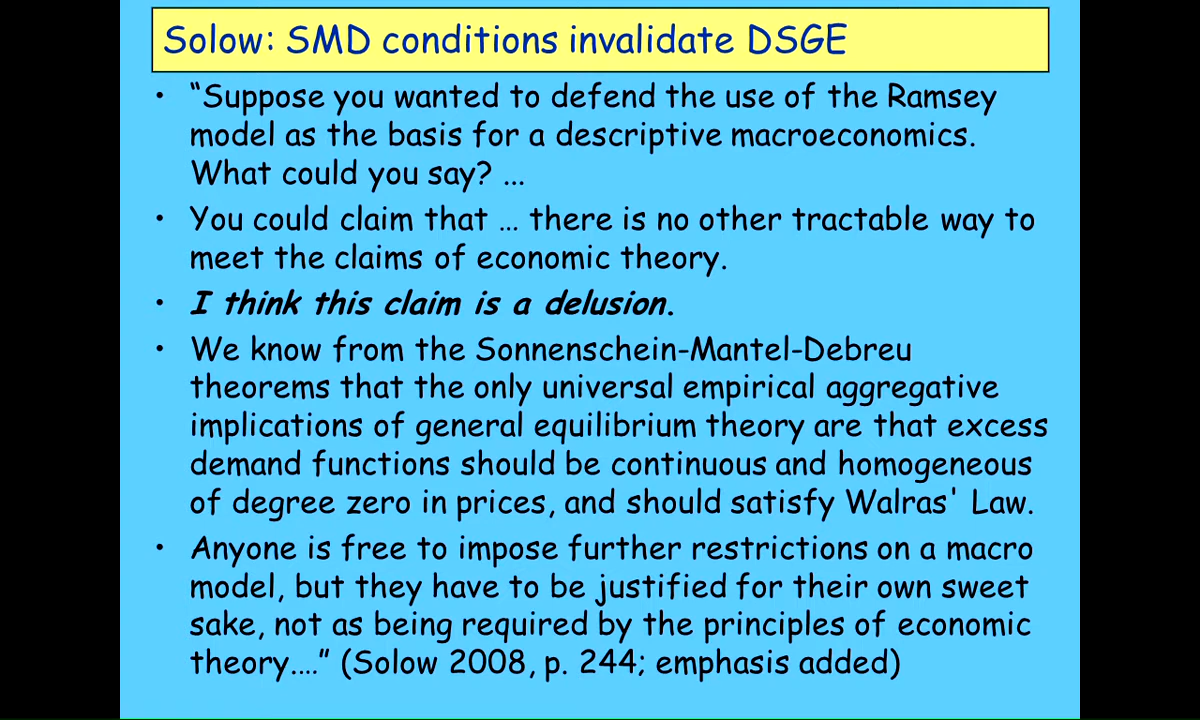 Solow: SMD conditions invalidate DSGE
• “Suppose you wanted to defend the use of the Ramsey
model as the basis for a descriptive macroeconomics.
What could you say? ...
• You could claim that … there is no other tractable way to
meet the claims of economic theory.
• I think this claim is a delusion.
• We know from the Sonnenschein-Mantel-Debreu
theorems that the only universal empirical aggregative
implications of general equilibrium theory are that excess
demand functions should be continuous and homogeneous
of degree zero in prices, and should satisfy Walras' Law.
• Anyone is free to impose further restrictions on a macro
model, but they have to be justified for their own sweet
sake, not as being required by the principles of economic
theory.…” (Solow 2008, p. 244; emphasis added)